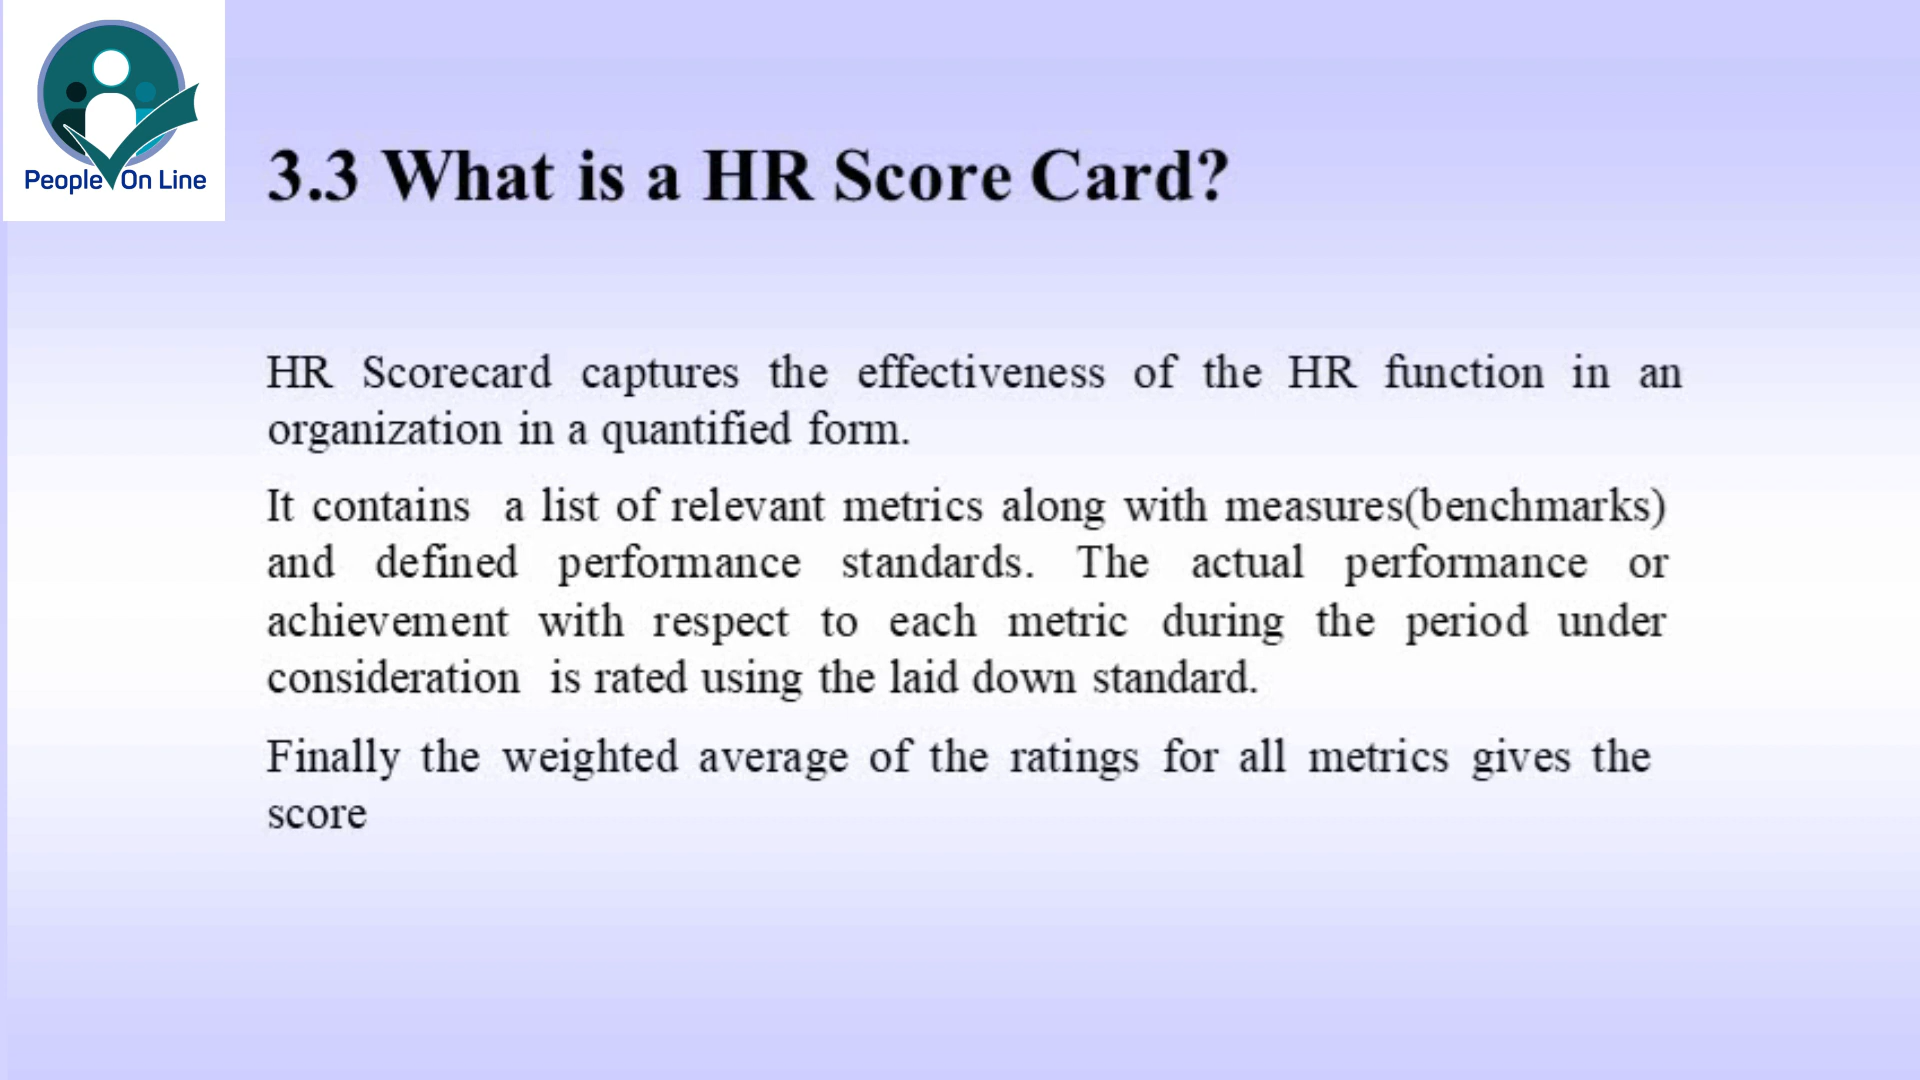 People On Line
3.3 What is a HR Score Card?
HR Scorecard captures the effectiveness of the HR function in an
organization in a quantified form.
It contains a list of relevant metrics along with measures(benchmarks)
and defined performance standards. The actual performance or
achievement with respect to each metric during the period under
consideration is rated using the laid down standard.
Finally the weighted average of the ratings for all metrics gives the
score